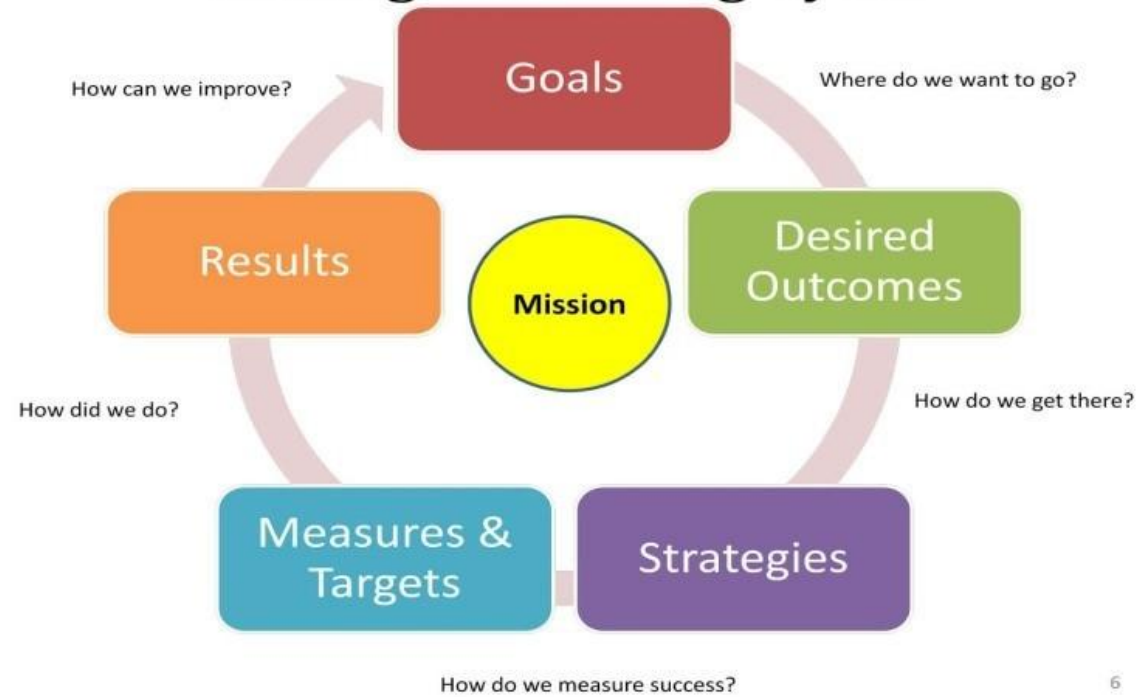 Goals
Where do we want to go?
Desired
Outcomes
How do we get there?
Strategies
How do we measure success?
Measures &
Targets
How did we do?
Results
How can we improve?
Mission
6